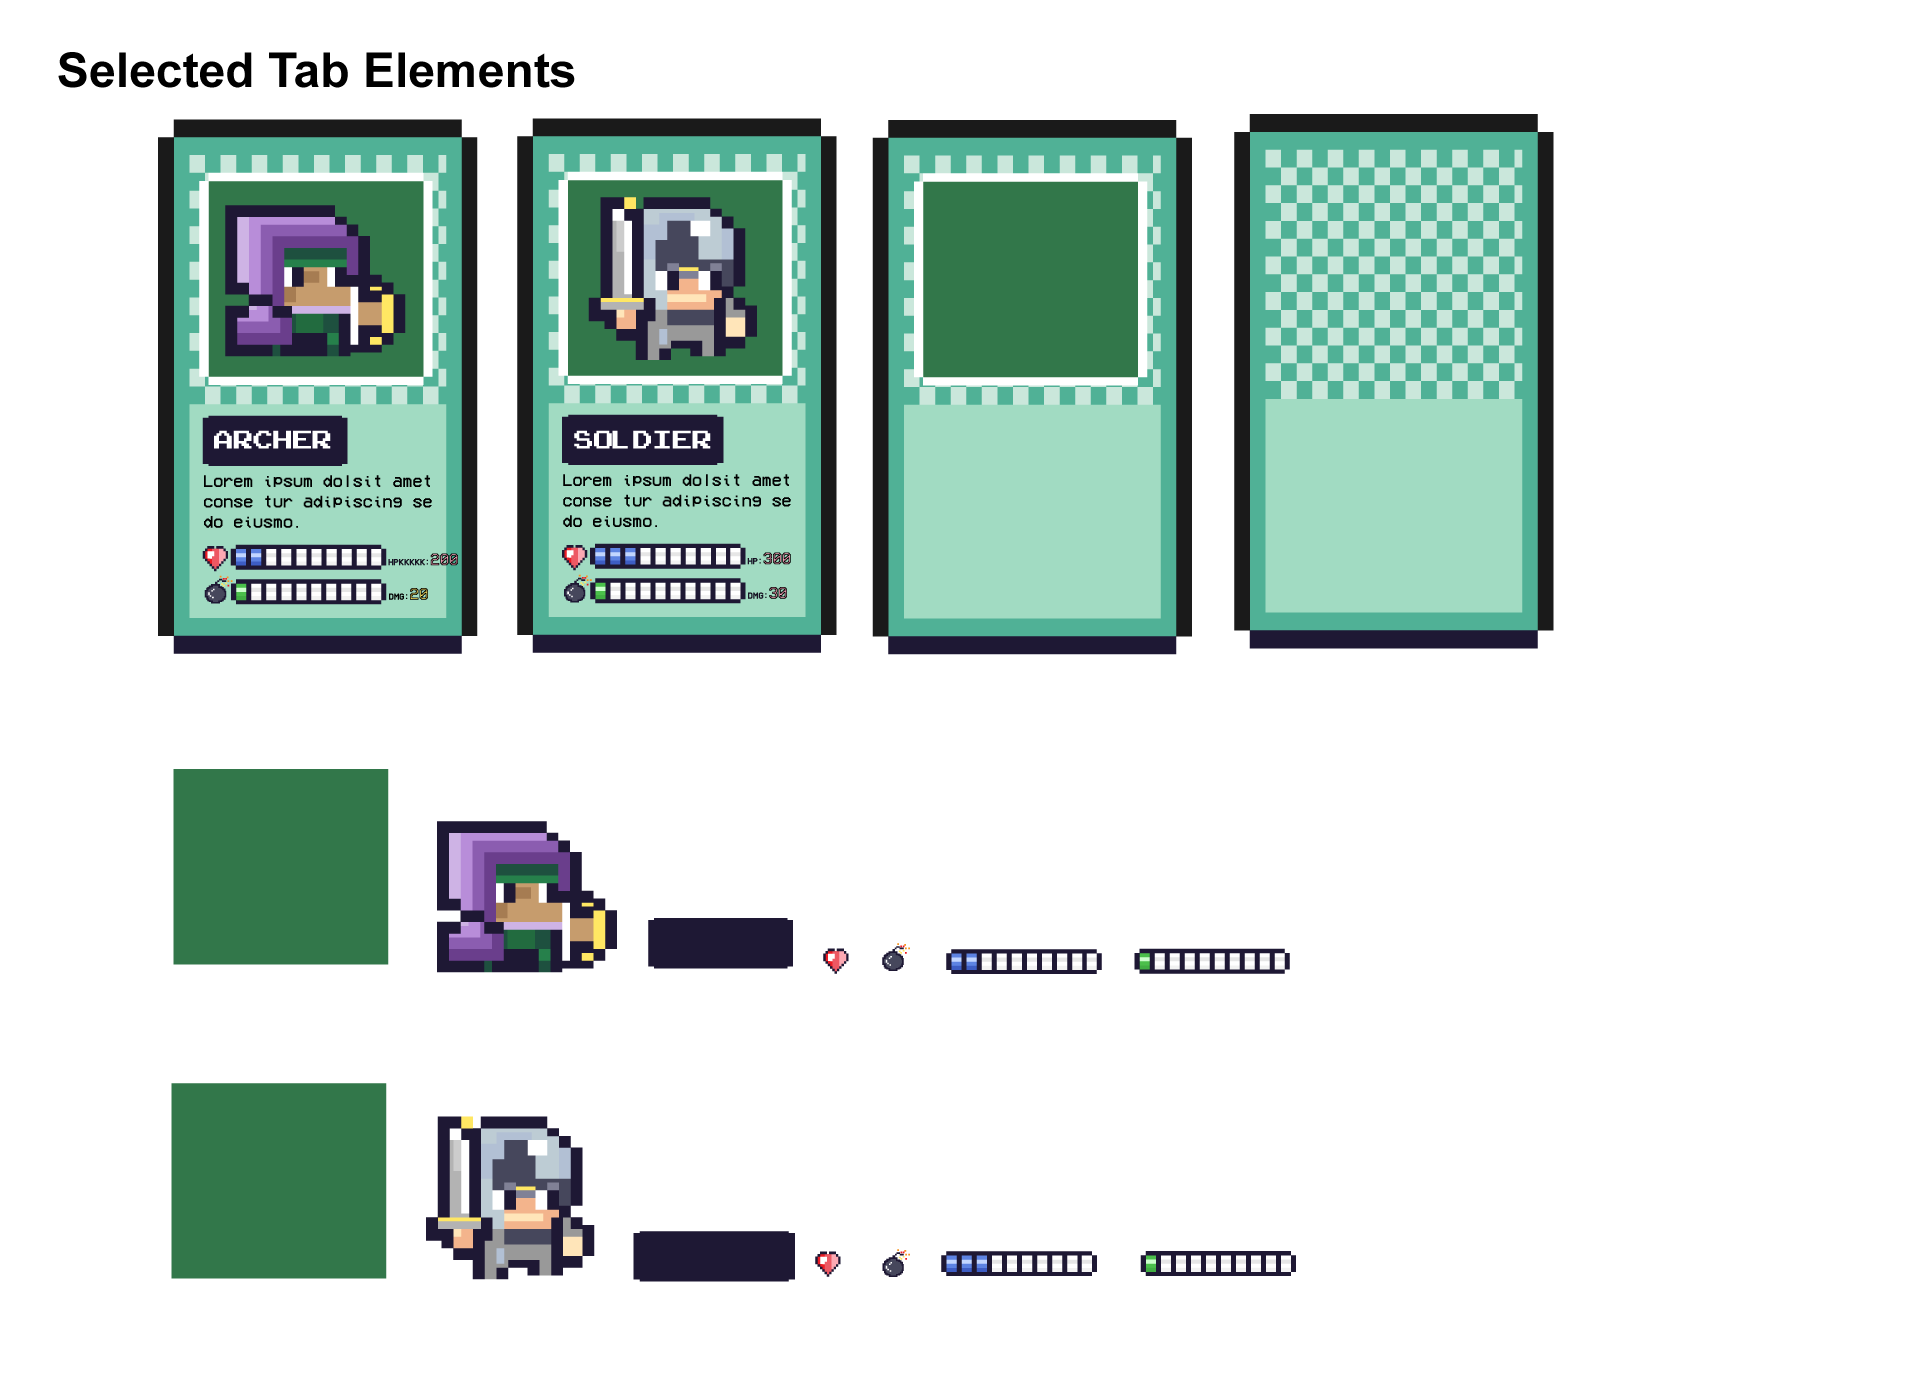 Selected Tab Elements
ARCHER
Lorem ipsum dolsit amet
conse tur adipiscing se
do eiusmo.
HPKKKKK:200
DMG:20
SOLDIER
Lorem ipsum dolsit amet
conse tur adipiscing se
do eiusmo.
HP:300
DMG:30